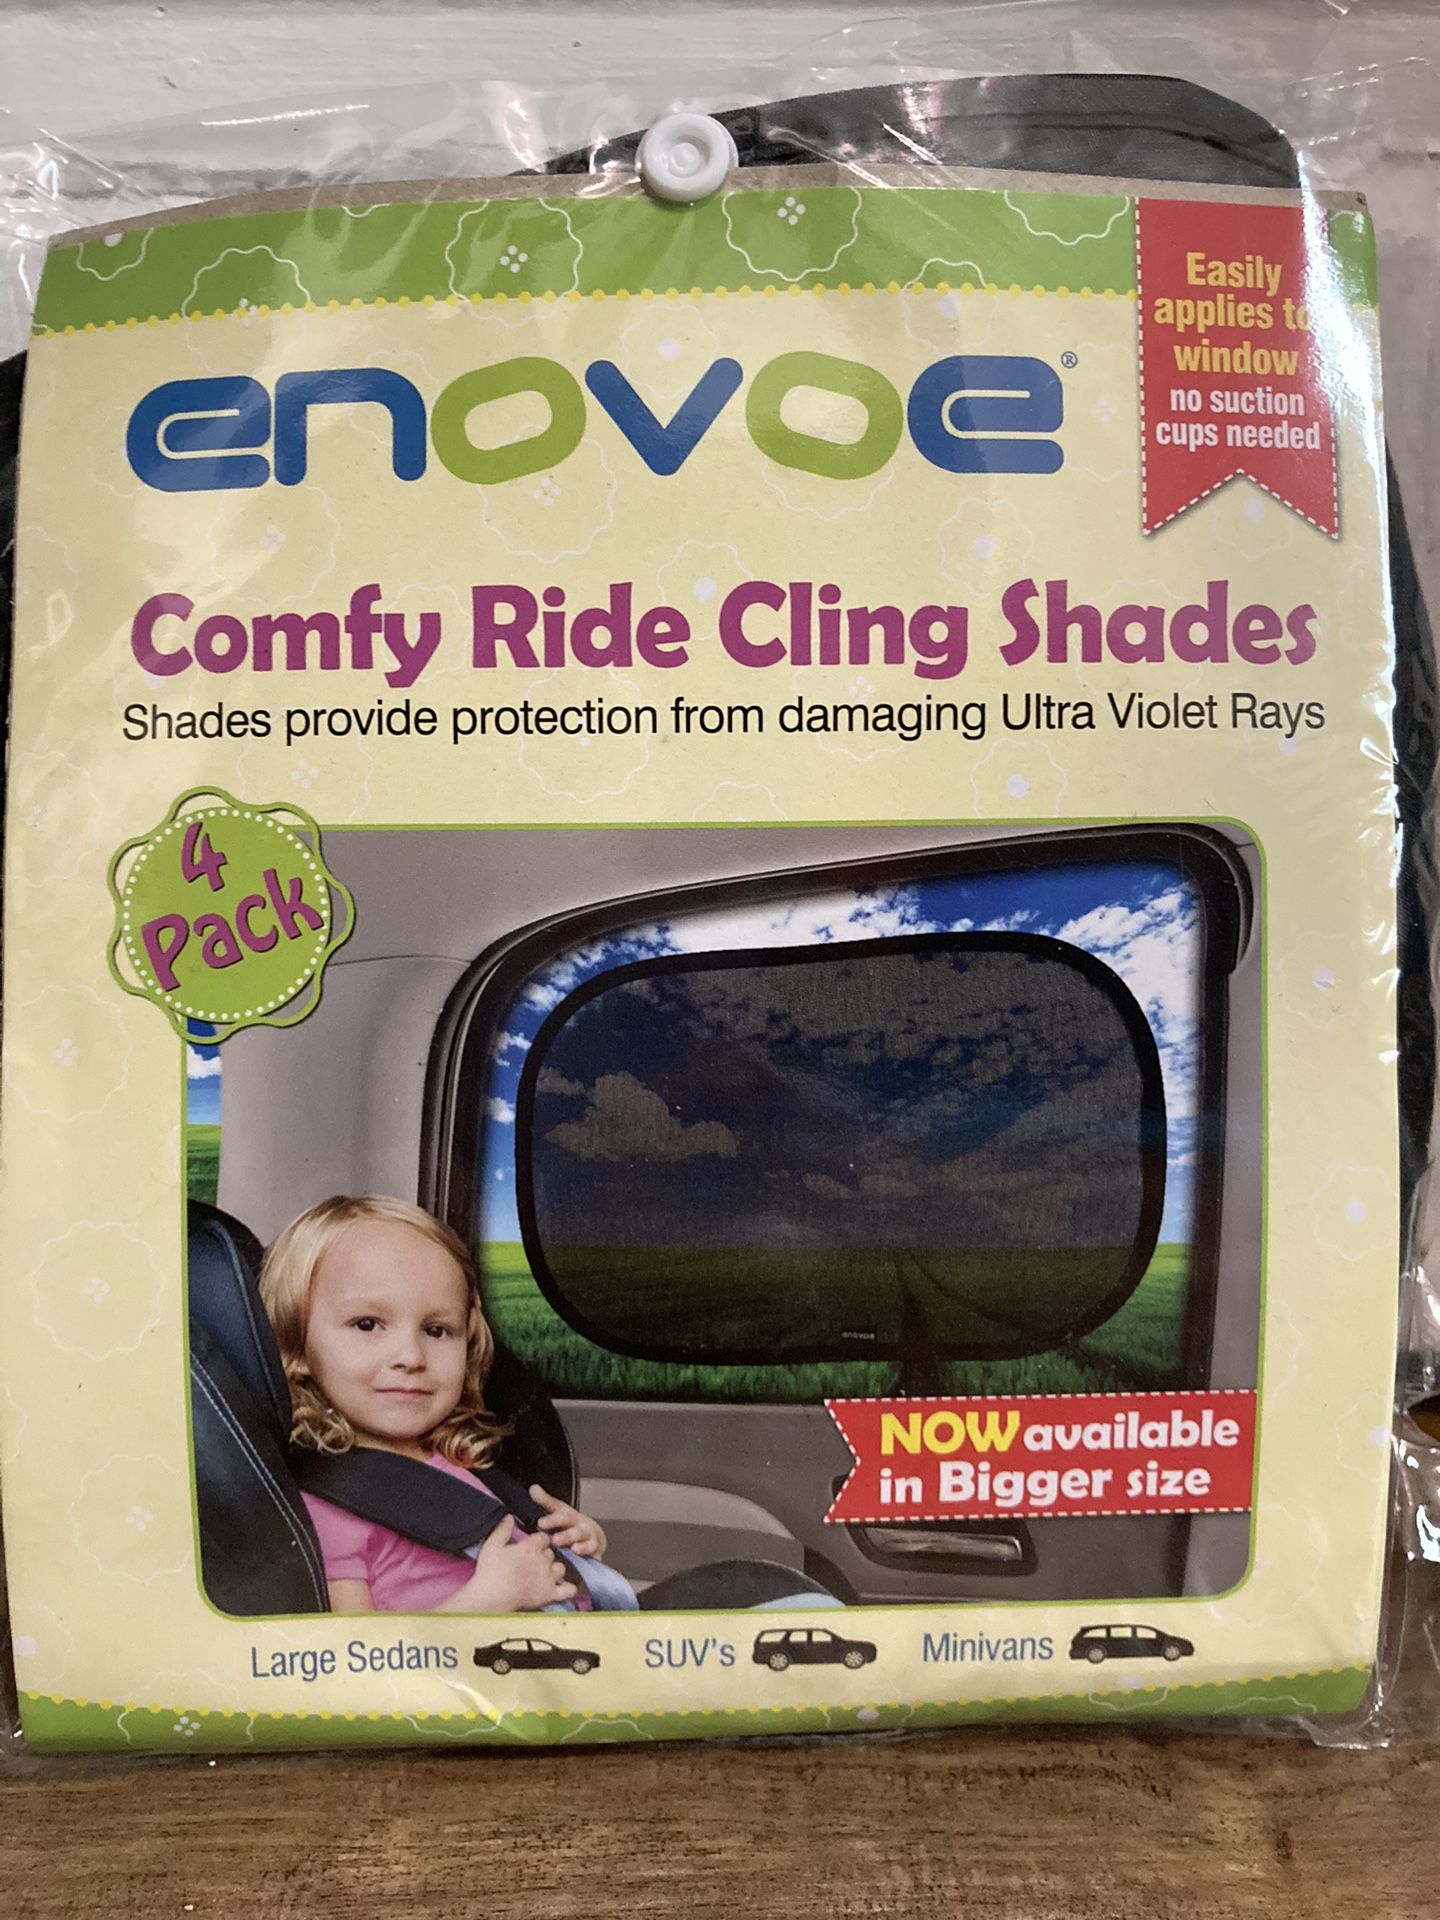 enovoe®
Easily
applies to
window
no suction
cups needed
Comfy Ride Cling Shades
Shades provide protection from damaging Ultra Violet Rays
4
Pack
enovoe
NOW available
in Bigger size
Large Sedans
SUV's
Minivans